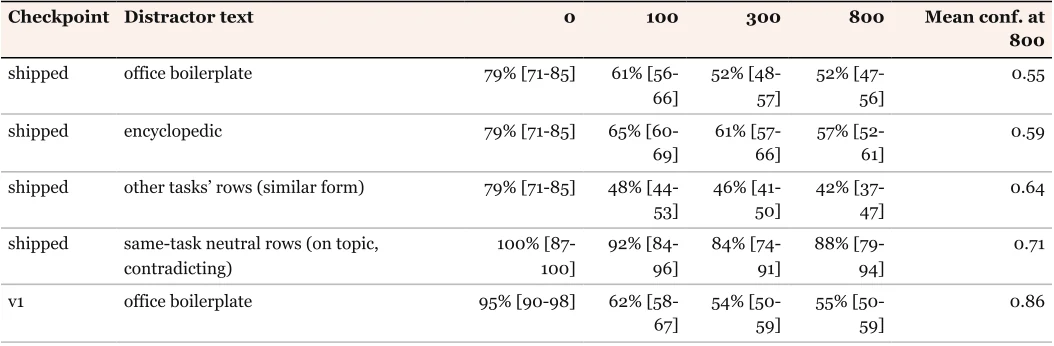 Checkpoint Distractor text 0 100 300 800 Mean conf. at
800
shipped office boilerplate 79% [71-85] 61% [56- 52% [48- 52% [47- 0.55
66] 57] 56]
shipped encyclopedic 79% [71-85] 65% [60- 61% [57- 57% [52- 0.59
69] 66] 61]
shipped other tasks’ rows (similar form) 79% [71-85] 48% [44- 46% [41- 42% [37- 0.64
53] 50] 47]
shipped same-task neutral rows (on topic, 100% [87- 92% [84- 84% [74- 88% [79- 0.71
contradicting) 100] 96] 91] 94]
v1 office boilerplate 95% [90-98] 62% [58- 54% [50- 55% [50- 0.86
67] 59] 59]